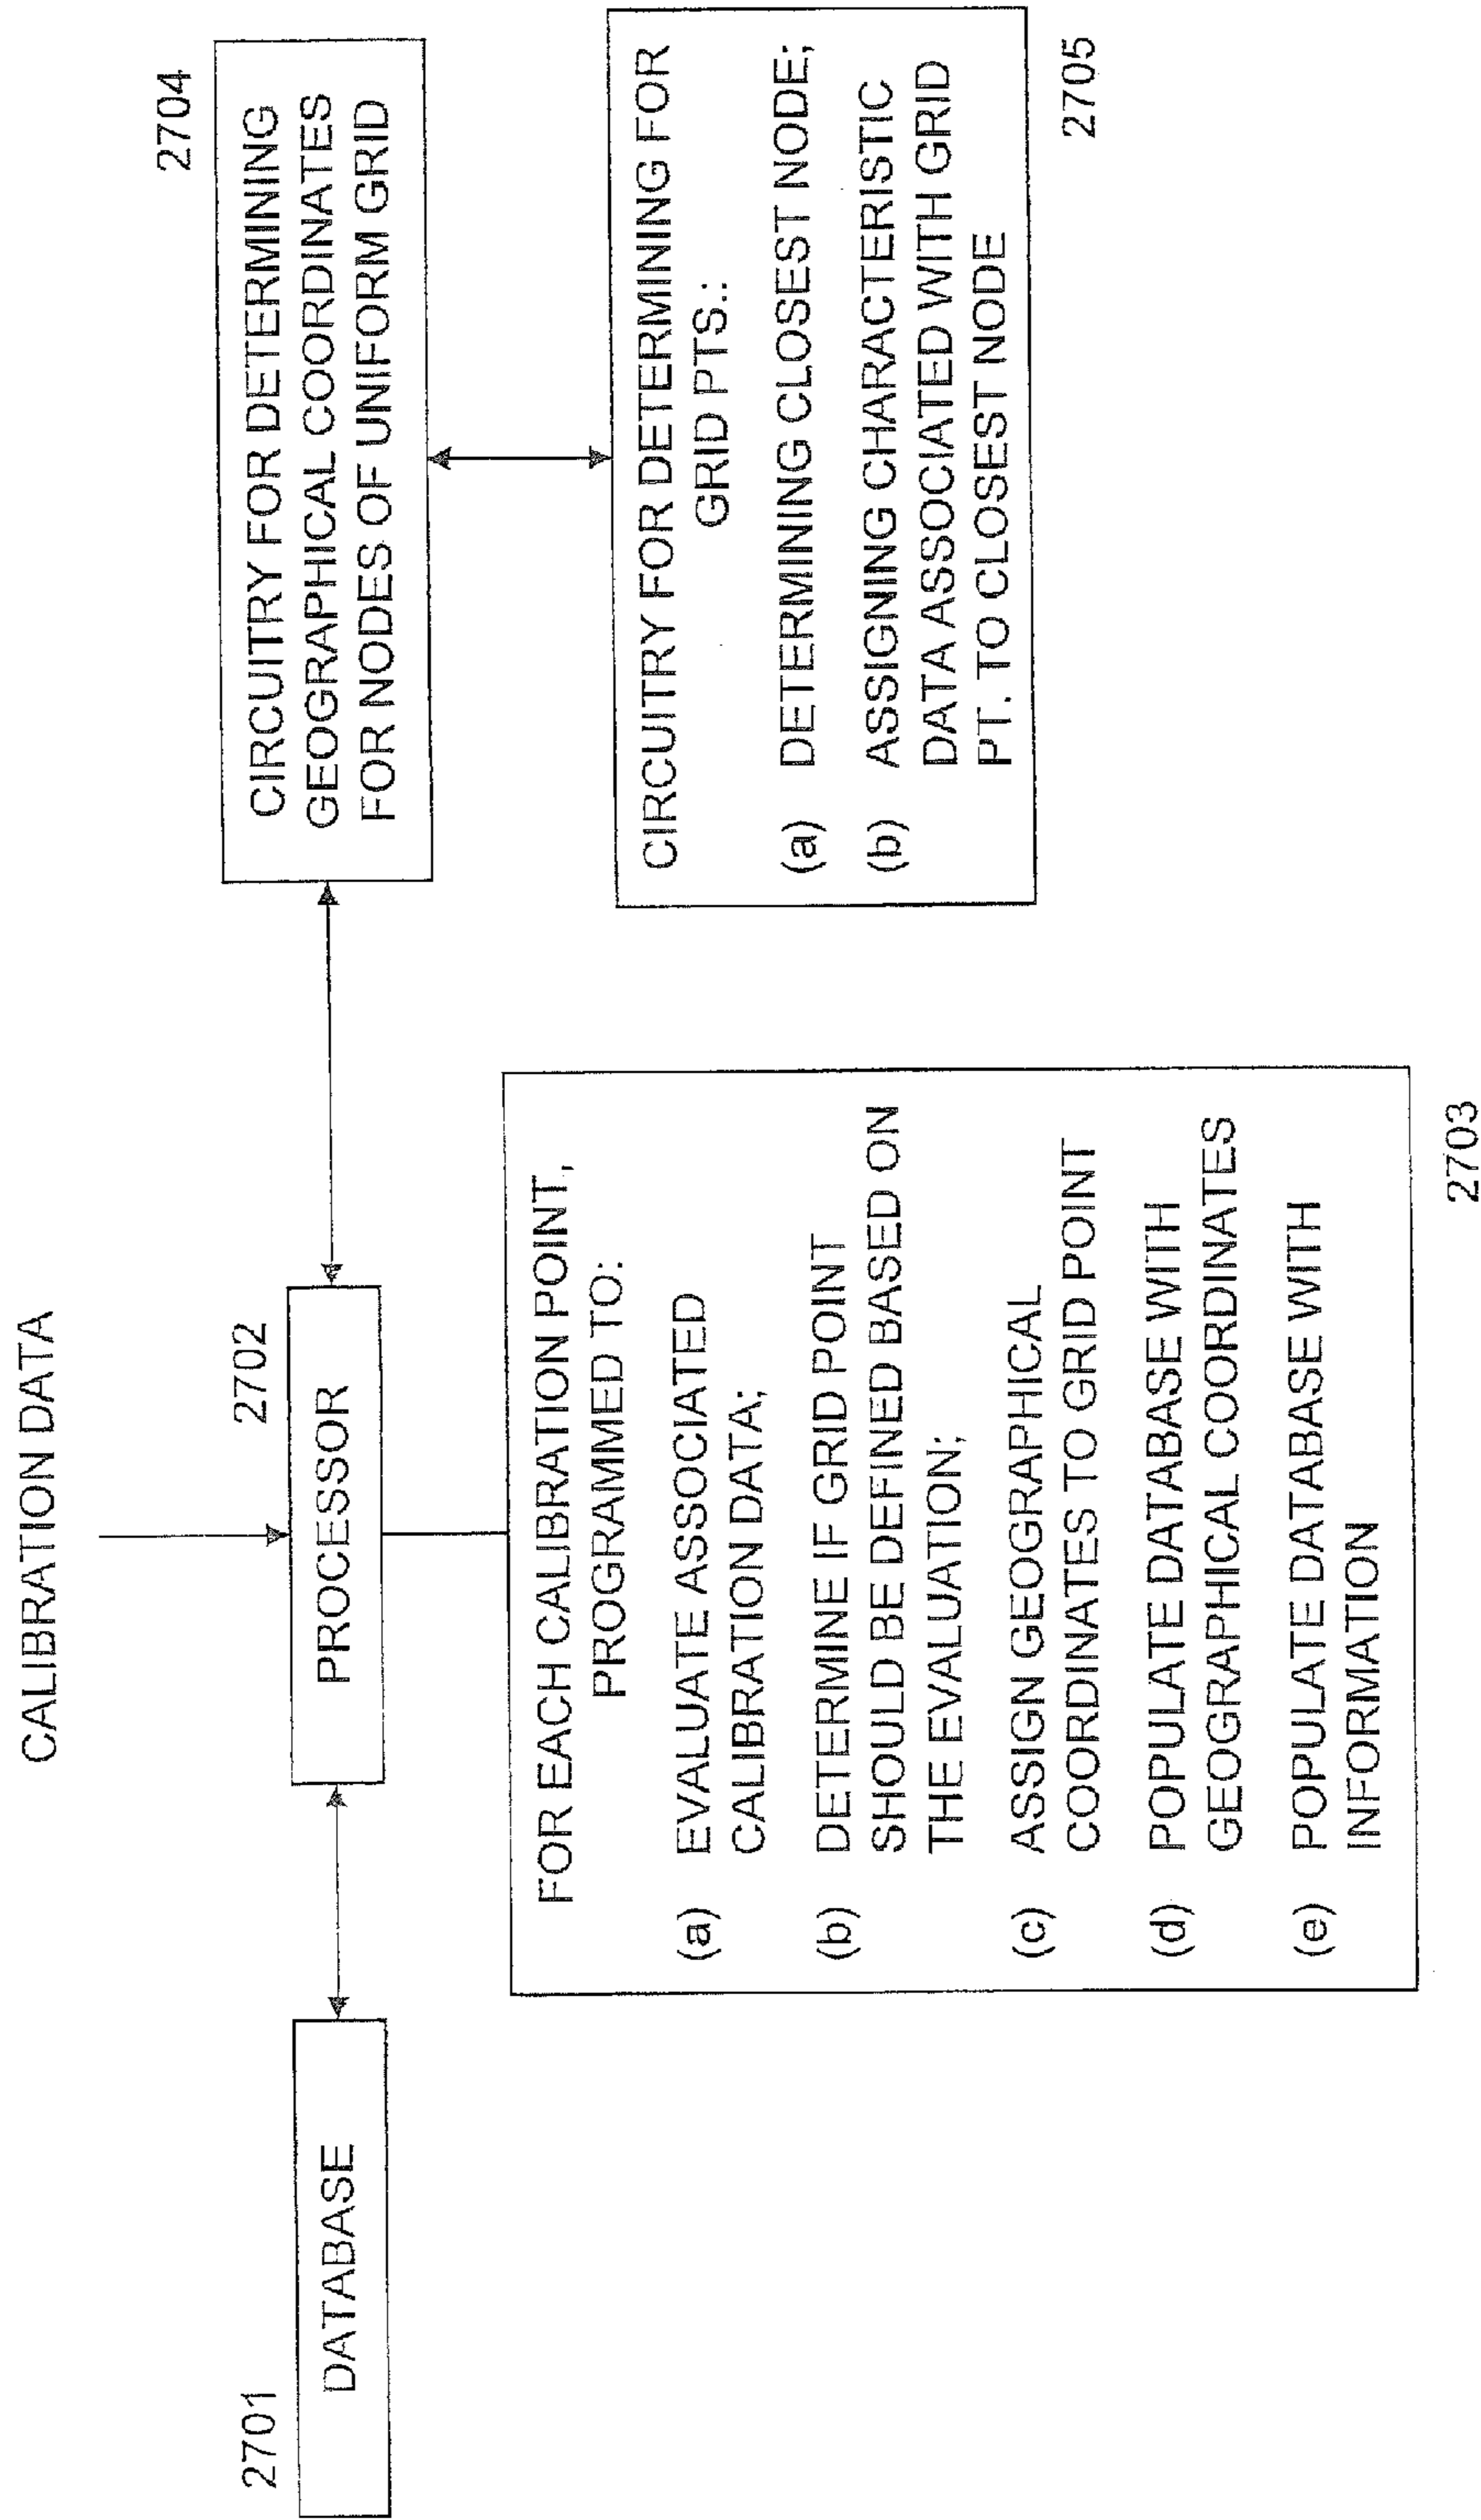 CALIBRATION DATA
2701
DATABASE
2702
PROCESSOR
2704
CIRCUITRY FOR DETERMINING
GEOGRAPHICAL COORDINATES
FOR NODES OF UNIFORM GRID
FOR EACH CALIBRATION POINT,
PROGRAMMED TO:
(a) EVALUATE ASSOCIATED
CALIBRATION DATA;
(b) DETERMINE IF GRID POINT
SHOULD BE DEFINED BASED ON
THE EVALUATION;
(c) ASSIGN GEOGRAPHICAL
COORDINATES TO GRID POINT
(d) POPULATE DATABASE WITH
GEOGRAPHICAL COORDINATES
(e) POPULATE DATABASE WITH
INFORMATION
2703
CIRCUITRY FOR DETERMINING FOR
GRID PTS.:
(a) DETERMINING CLOSEST NODE;
(b) ASSIGNING CHARACTERISTIC
DATA ASSOCIATED WITH GRID
PT. TO CLOSEST NODE
2705